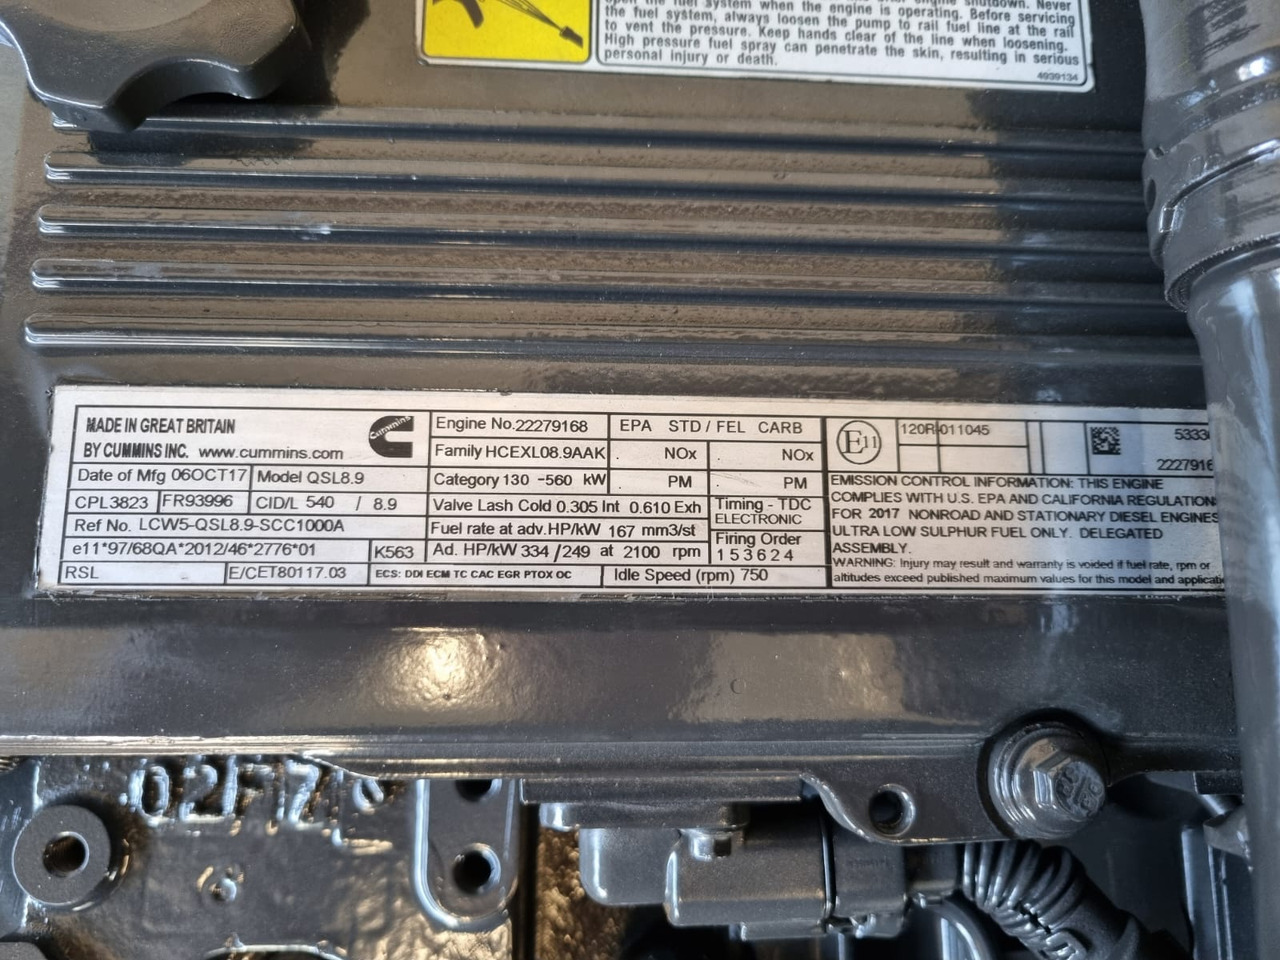 the fuel system when the engine is operating. Never
the fuel system, always loosen the pump to rail fuel line at the rail
to vent the pressure. Keep hands clear of the line when loosening.
High pressure fuel spray can penetrate the skin, resulting in serious
personal injury or death.
4939134
MADE IN GREAT BRITAIN
BY CUMMINS INC. www.cummins.com
Cummins
Date of Mfg 06OCT17 Model QSL8.9
CPL3823 FR93996 CID/L 540 / 8.9
Ref No. LCW5-QSL8.9-SCC1000A
e11*97/68QA*2012/46*2776*01 K563
RSL E/CET80117.03
Engine No.22279168
Family HCEXL08.9AAK
Category 130 -560 kW
Valve Lash Cold 0.305 Int 0.610 Exh
Fuel rate at adv.HP/kW 167 mm3/st
Ad. HP/kW 334 /249 at 2100 rpm
ECS: DDI ECM TC CAC EGR PTOX OC
Idle Speed (rpm) 750
EPA STD / FEL CARB
. NOx . NOx
. PM . PM
Timing - TDC
ELECTRONIC
Firing Order
1 5 3 6 2 4
E11
120R-011045
EMISSION CONTROL INFORMATION: THIS ENGINE
COMPLIES WITH U.S. EPA AND CALIFORNIA REGULATIONS
FOR 2017 NONROAD AND STATIONARY DIESEL ENGINES
ULTRA LOW SULPHUR FUEL ONLY. DELEGATED
ASSEMBLY.
WARNING: Injury may result and warranty is voided if fuel rate, rpm or
altitudes exceed published maximum values for this model and
02F7